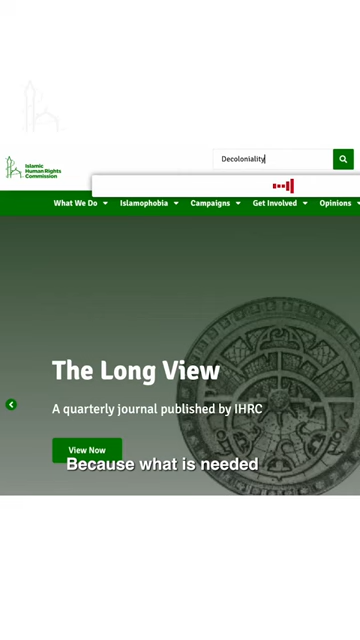 Islamic
Human Rights
Commission
Decoloniality
What We Do
Islamophobia
Campaigns
Get Involved
Opinions
The Long View
A quarterly journal published by IHRC
View Now
Because what is needed